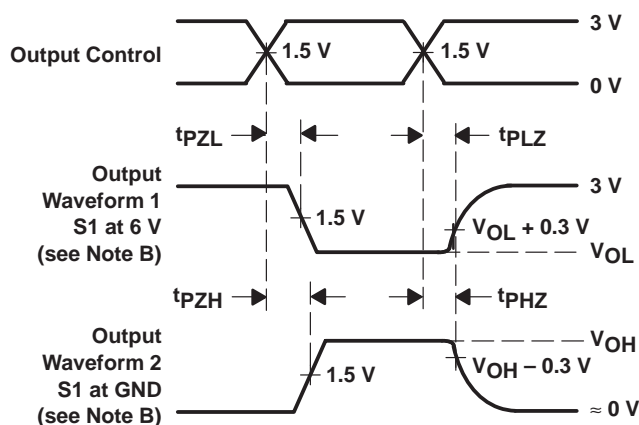 3 V
Output Control
1.5 V
1.5 V
0 V
tPZL
tPLZ
Output
Waveform 1
S1 at 6 V
(see Note B)
3 V
1.5 V
VOL + 0.3 V
VOL
tPZH
tPHZ
Output
Waveform 2
S1 at GND
(see Note B)
VOH
VOH – 0.3 V
1.5 V
≈ 0 V